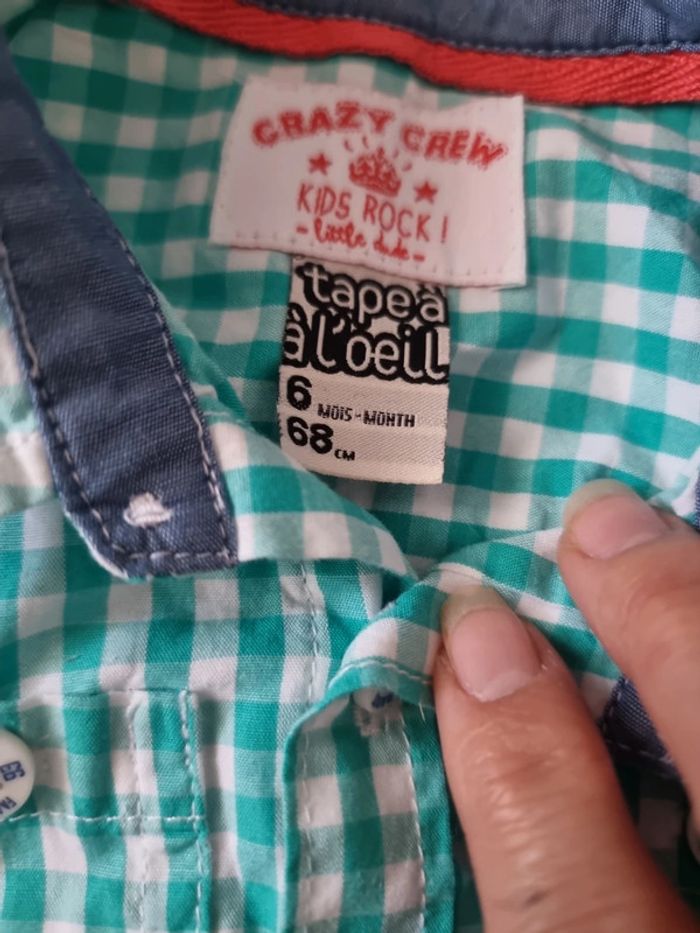 CRAZY CREW
KIDS ROCK!
- little dude -
tape à
à l'oeil
6 MOIS - MONTH
68 CM